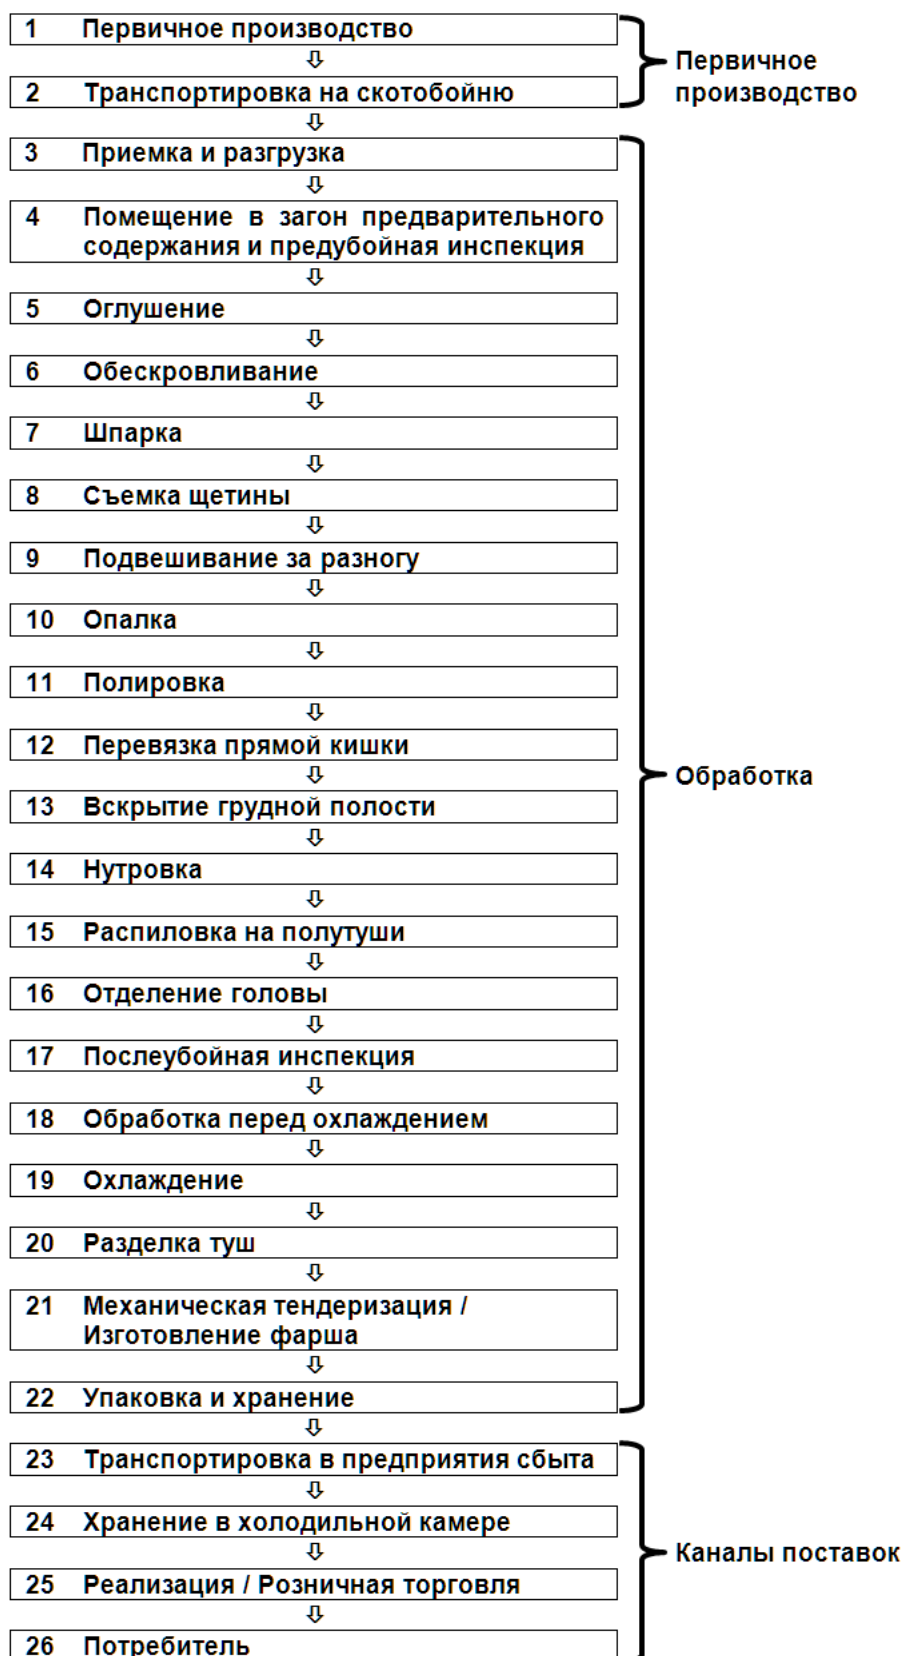 1 Первичное производство
Первичное
производство
2 Транспортировка на скотобойню
3 Приемка и разгрузка
4 Помещение в загон предварительного
содержания и предубойная инспекция
5 Оглушение
6 Обескровливание
7 Шпарка
8 Съемка щетины
9 Подвешивание за разногу
10 Опалка
11 Полировка
12 Перевязка прямой кишки
Обработка
13 Вскрытие грудной полости
14 Нутровка
15 Распиловка на полутуши
16 Отделение головы
17 Послеубойная инспекция
18 Обработка перед охлаждением
19 Охлаждение
20 Разделка туш
21 Механическая тендеризация /
Изготовление фарша
22 Упаковка и хранение
23 Транспортировка в предприятия сбыта
24 Хранение в холодильной камере
Каналы поставок
25 Реализация / Розничная торговля
26 Потребитель